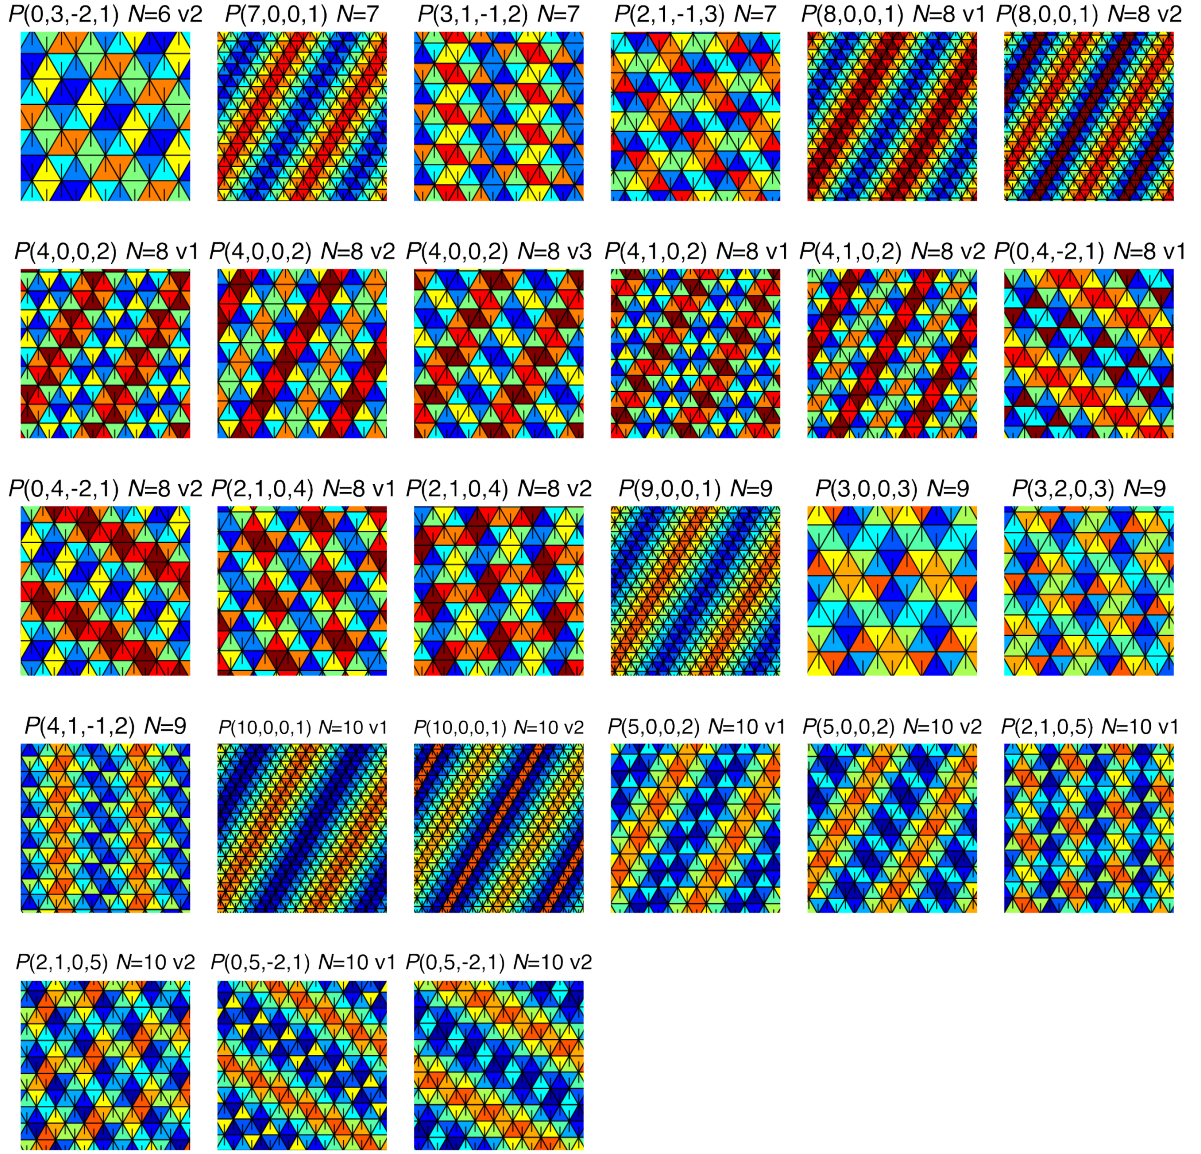 P(0,3,-2,1) N=6 v2
P(7,0,0,1) N=7
P(3,1,-1,2) N=7
P(2,1,-1,3) N=7
P(8,0,0,1) N=8 v1
P(8,0,0,1) N=8 v2
P(4,0,0,2) N=8 v1
P(4,0,0,2) N=8 v2
P(4,0,0,2) N=8 v3
P(4,1,0,2) N=8 v1
P(4,1,0,2) N=8 v2
P(0,4,-2,1) N=8 v1
P(0,4,-2,1) N=8 v2
P(2,1,0,4) N=8 v1
P(2,1,0,4) N=8 v2
P(9,0,0,1) N=9
P(3,0,0,3) N=9
P(3,2,0,3) N=9
P(4,1,-1,2) N=9
P(10,0,0,1) N=10 v1
P(10,0,0,1) N=10 v2
P(5,0,0,2) N=10 v1
P(5,0,0,2) N=10 v2
P(2,1,0,5) N=10 v1
P(2,1,0,5) N=10 v2
P(0,5,-2,1) N=10 v1
P(0,5,-2,1) N=10 v2